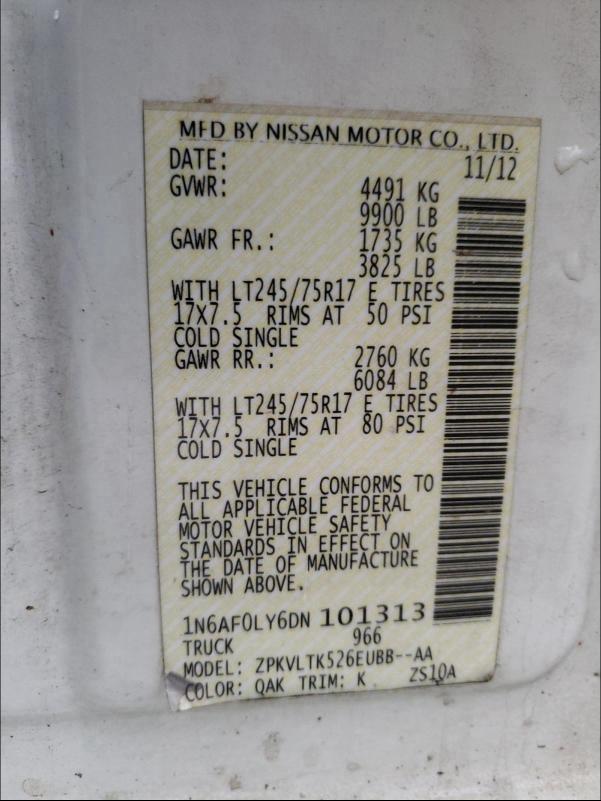 MFD BY NISSAN MOTOR CO., LTD.
DATE: 11/12
GVWR: 4491 KG
9900 LB
GAWR FR.: 1735 KG
3825 LB
WITH LT245/75R17 E TIRES
17X7.5 RIMS AT 50 PSI
COLD SINGLE
GAWR RR.: 2760 KG
6084 LB
WITH LT245/75R17 E TIRES
17X7.5 RIMS AT 80 PSI
COLD SINGLE
THIS VEHICLE CONFORMS TO
ALL APPLICABLE FEDERAL
MOTOR VEHICLE SAFETY
STANDARDS IN EFFECT ON
THE DATE OF MANUFACTURE
SHOWN ABOVE.
1N6AF0LY6DN 101313
TRUCK 966
MODEL: ZPKVLTK526EUBB--AA
COLOR: QAK TRIM: K ZS10A